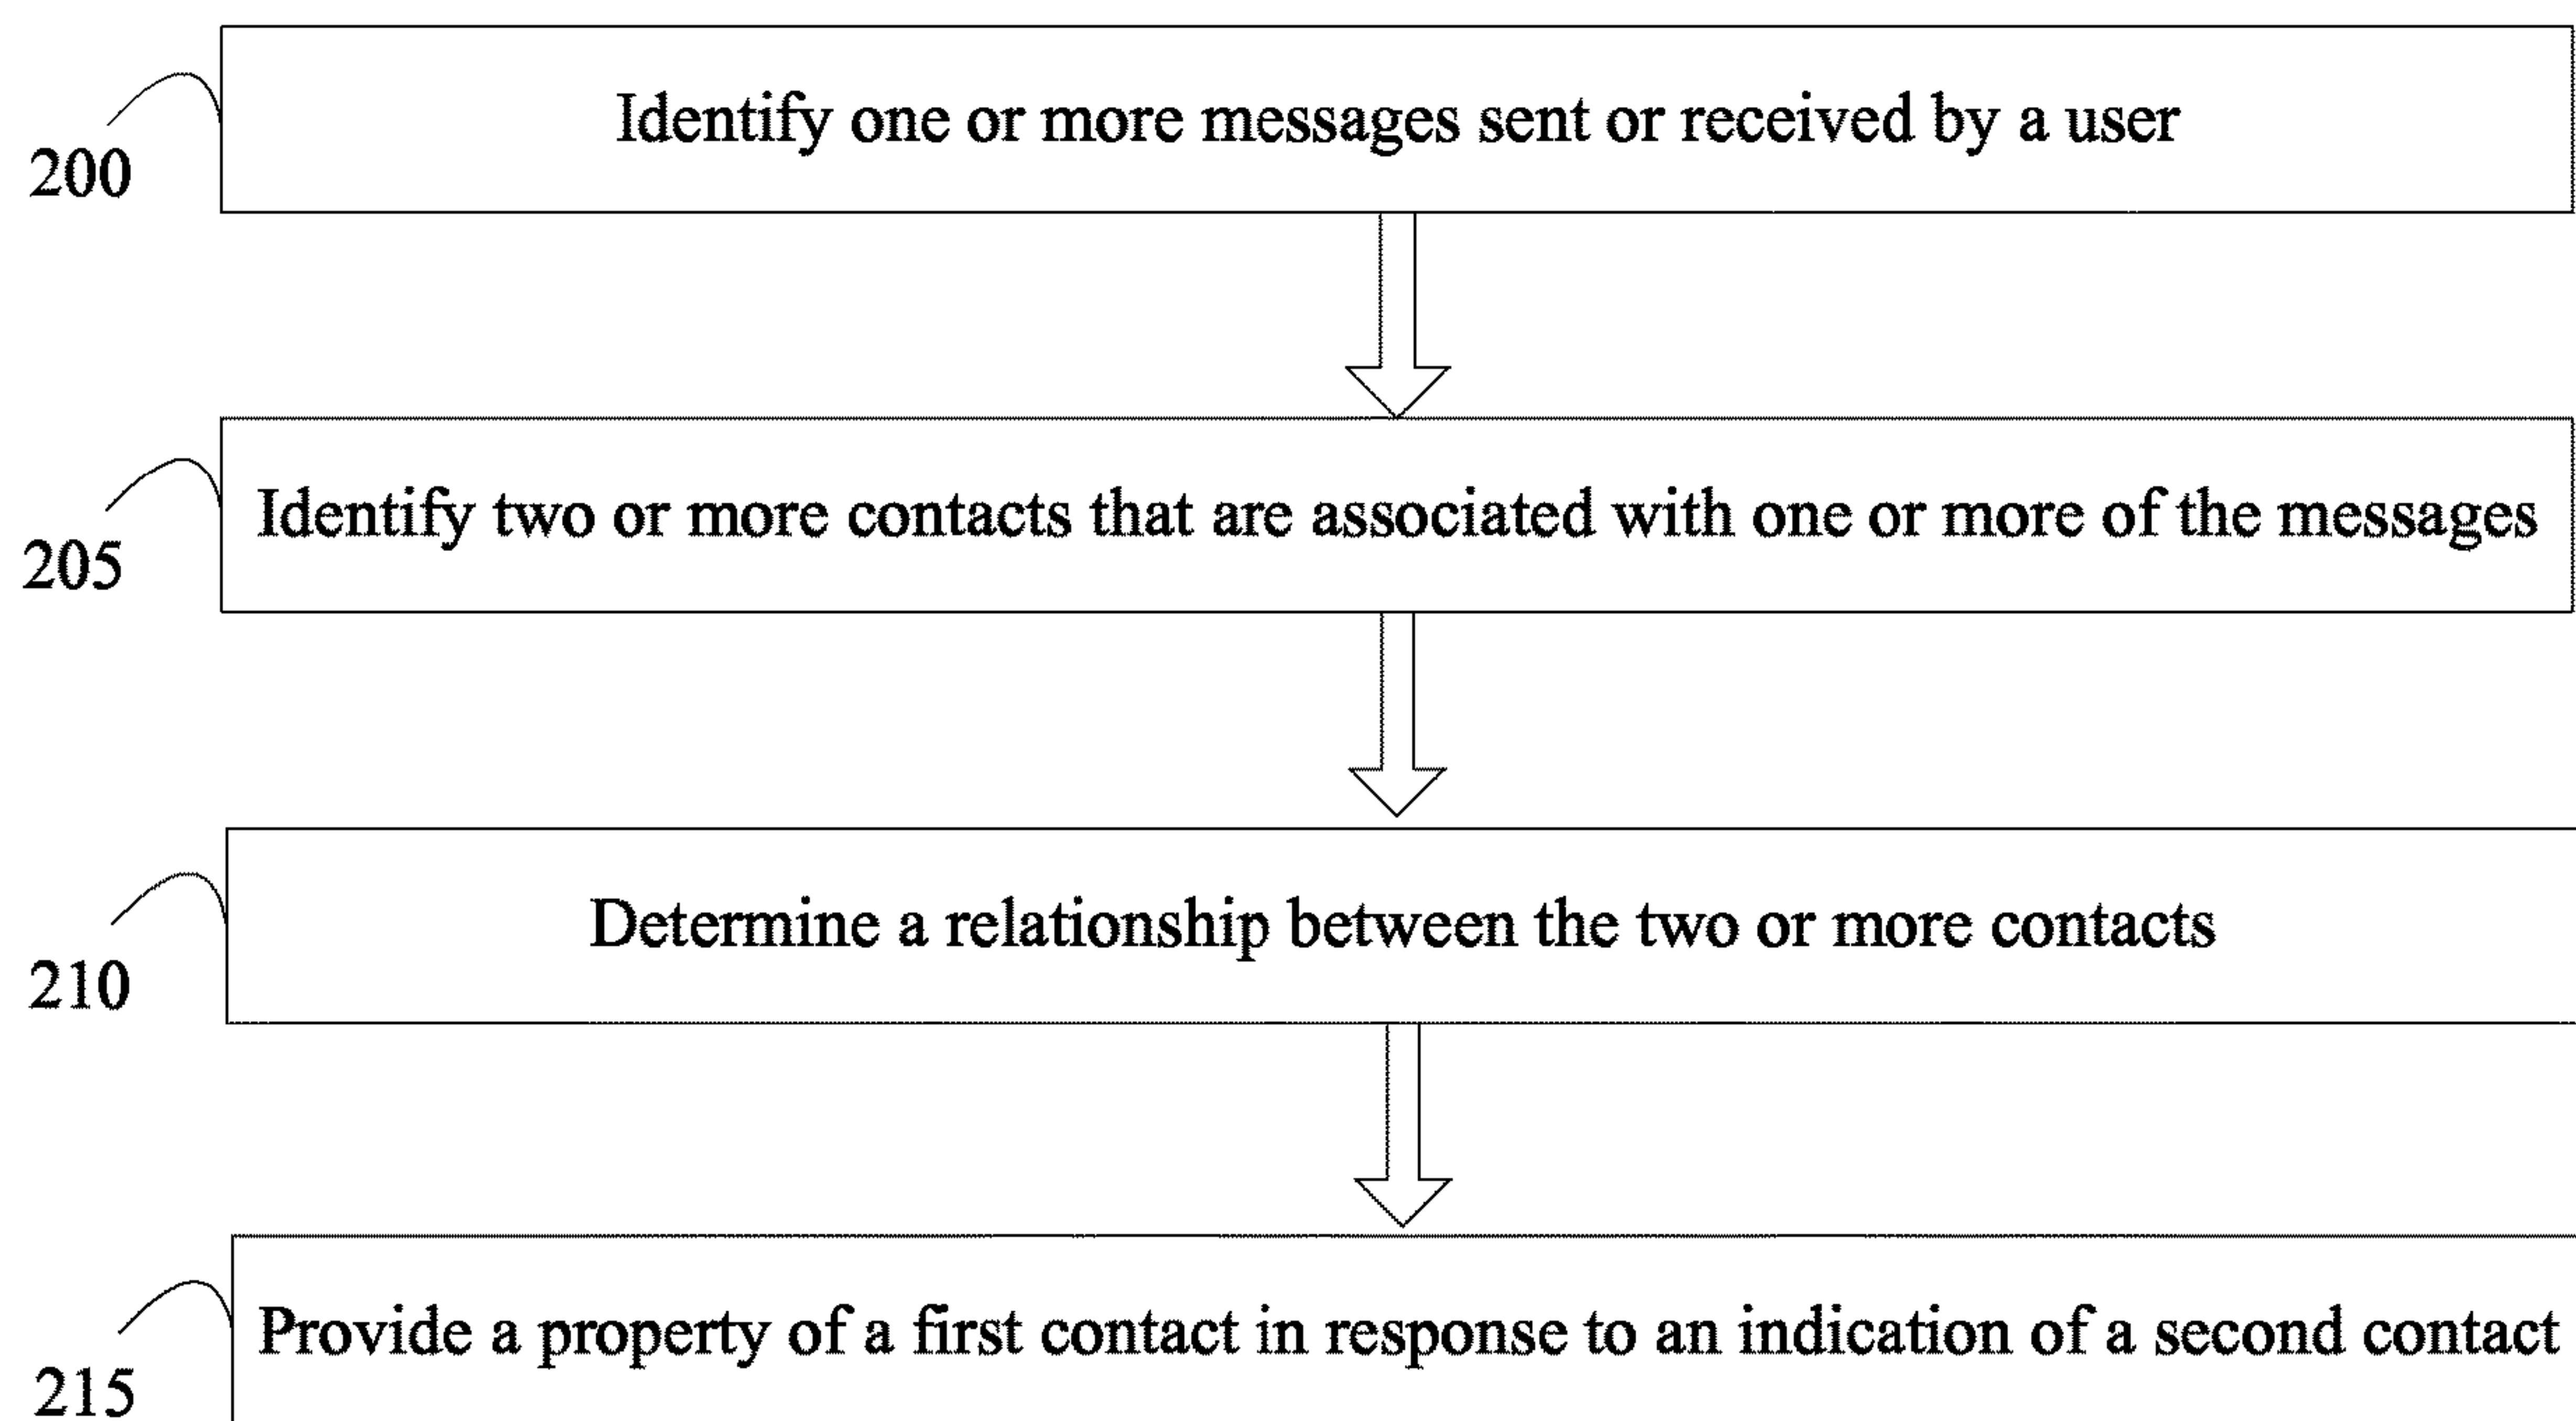 Identify one or more messages sent or received by a user
200
Identify two or more contacts that are associated with one or more of the messages
205
Determine a relationship between the two or more contacts
210
Provide a property of a first contact in response to an indication of a second contact
215